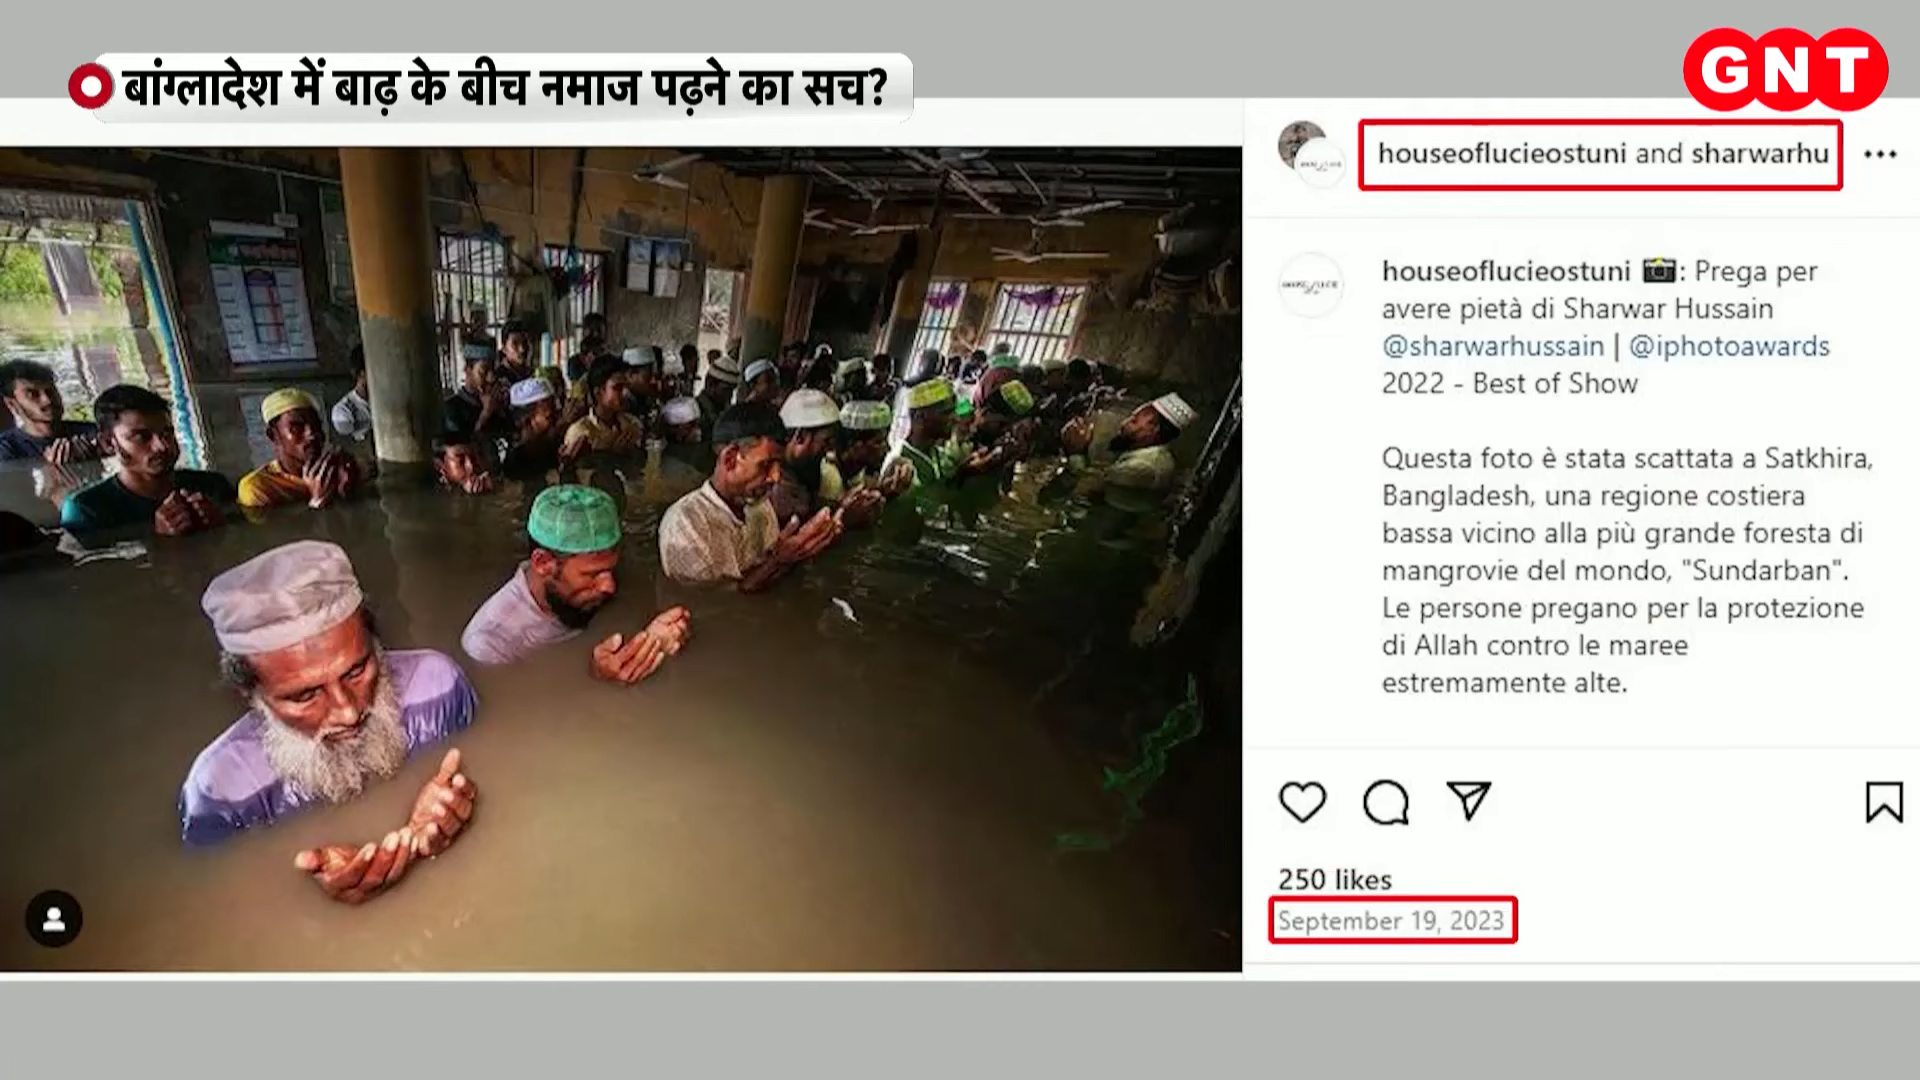 बांग्लादेश में बाढ़ के बीच नमाज पढ़ने का सच?
GNT
houseoflucieostuni and sharwarhu
houseoflucieostuni 📷: Prega per
avere pietà di Sharwar Hussain
@sharwarhussain | @iphotoawards
2022 - Best of Show
Questa foto è stata scattata a Satkhira,
Bangladesh, una regione costiera
bassa vicino alla più grande foresta di
mangrovie del mondo, "Sundarban".
Le persone pregano per la protezione
di Allah contro le maree
estremamente alte.
250 likes
September 19, 2023